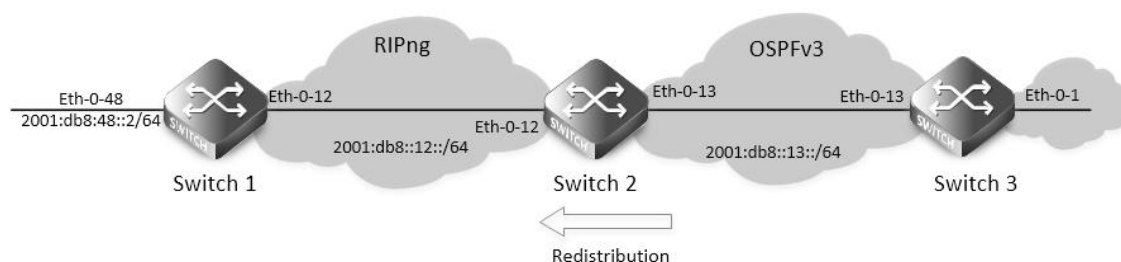 RIPng
OSPFv3
Eth-0-48
Eth-0-12
Eth-0-13
Eth-0-13
Eth-0-1
2001:db8:48::2/64
SWITCH
Eth-0-12
SWITCH
SWITCH
2001:db8::12::/64
2001:db8::13::/64
Switch 1
Switch 2
Switch 3
Redistribution